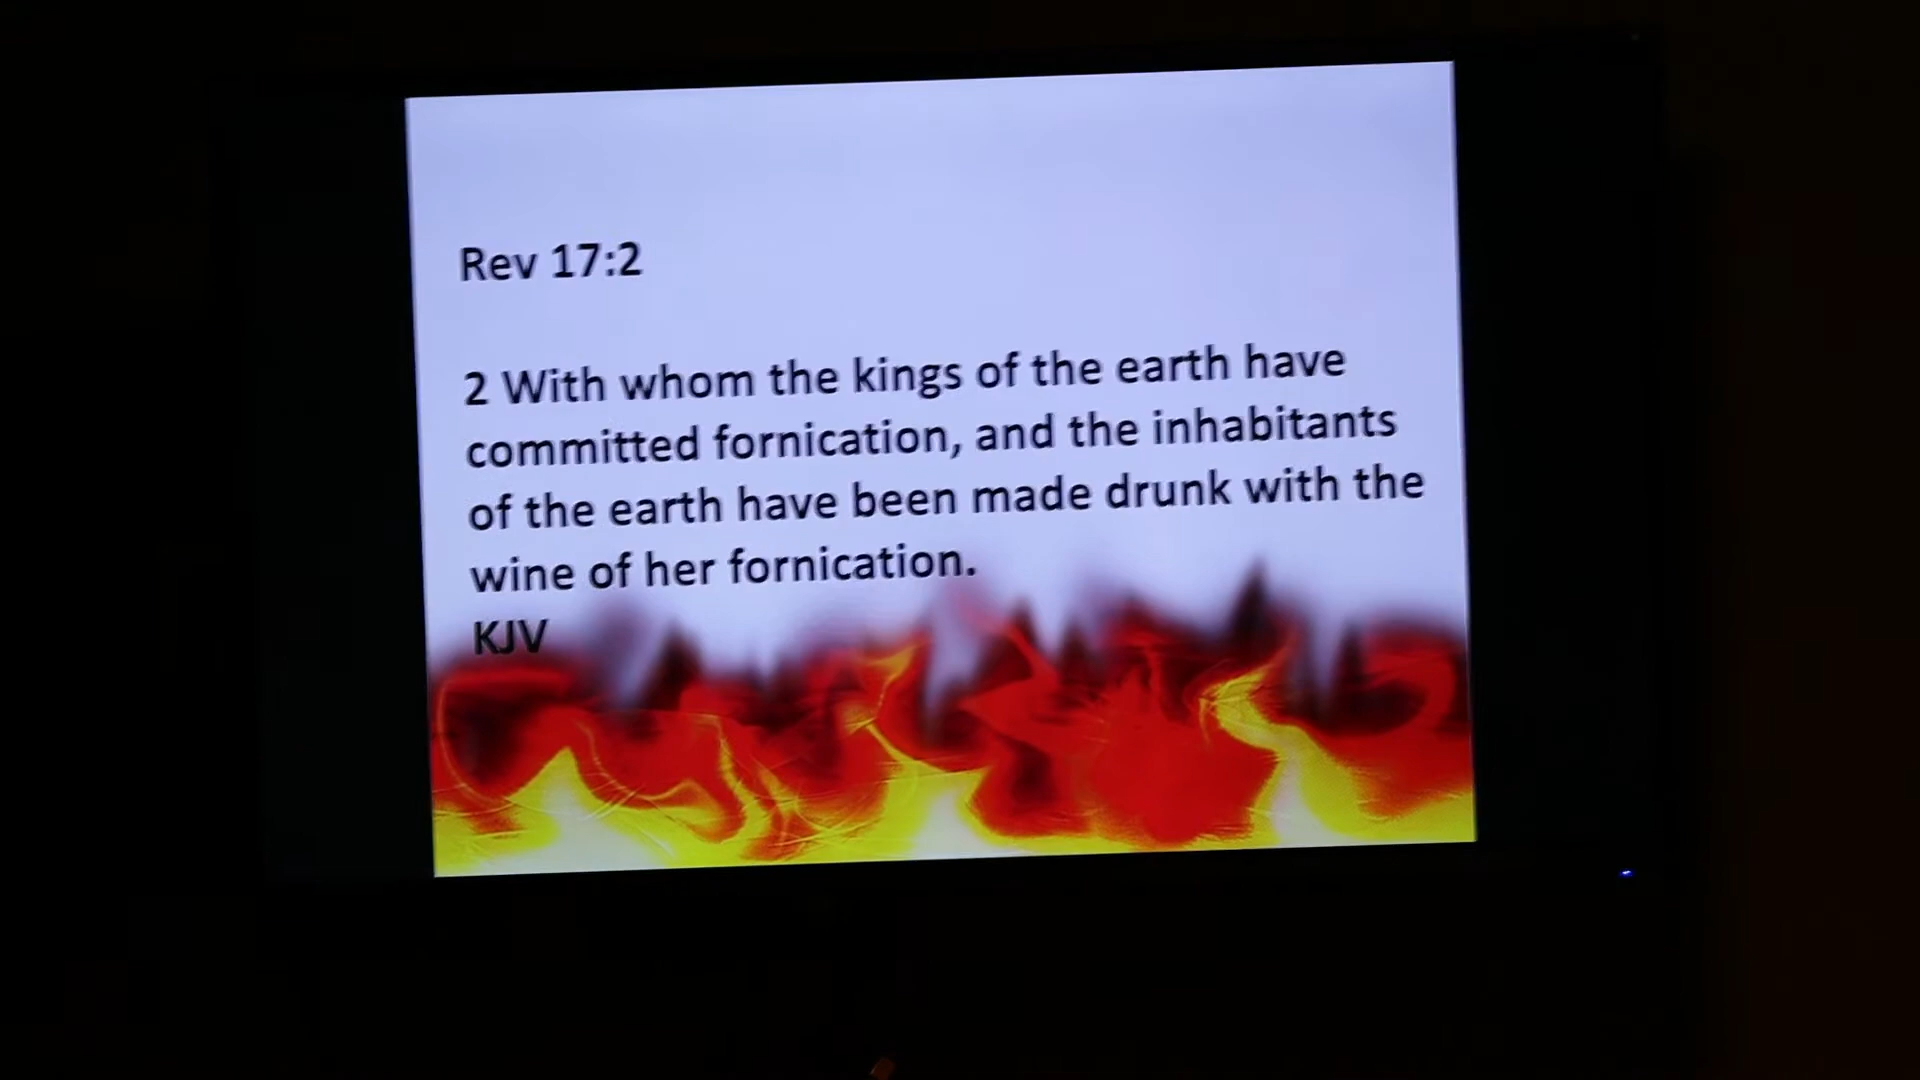 Rev 17:2
2 With whom the kings of the earth have
committed fornication, and the inhabitants
of the earth have been made drunk with the
wine of her fornication.
KJV